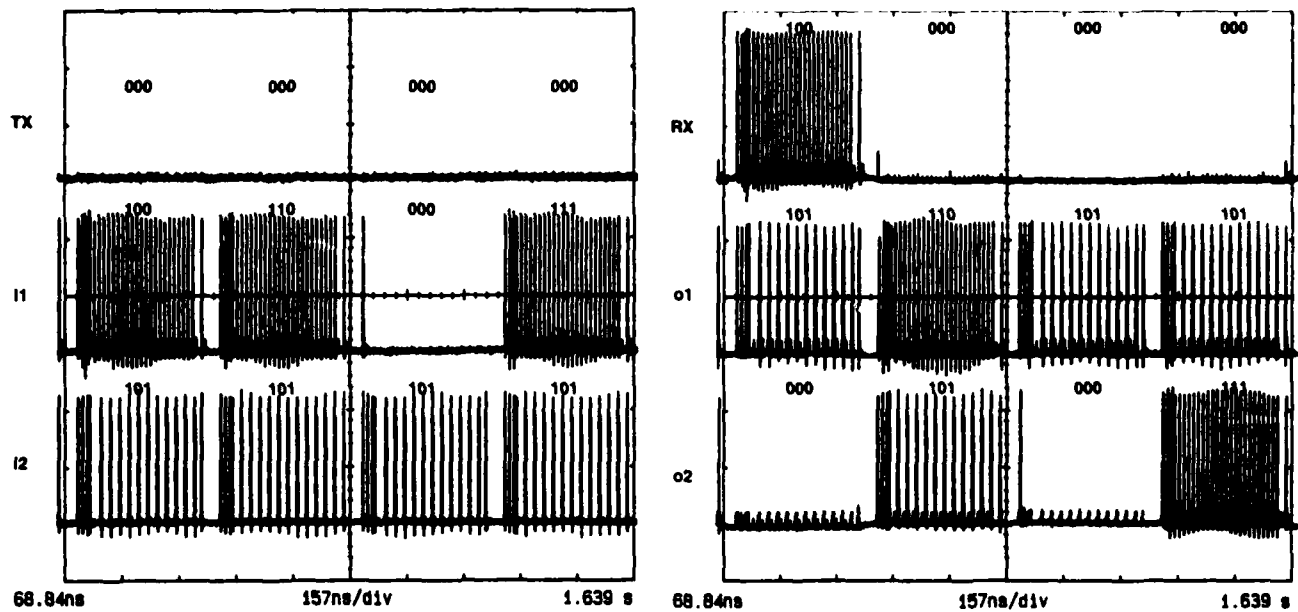 000 000 000 000
TX
100 110 000 111
I1
101 101 101 101
I2
68.84ns 157ns/div 1.639 s
100 000 000 000
RX
101 110 101 101
o1
000 101 000 111
o2
68.84ns 157ns/div 1.639 s